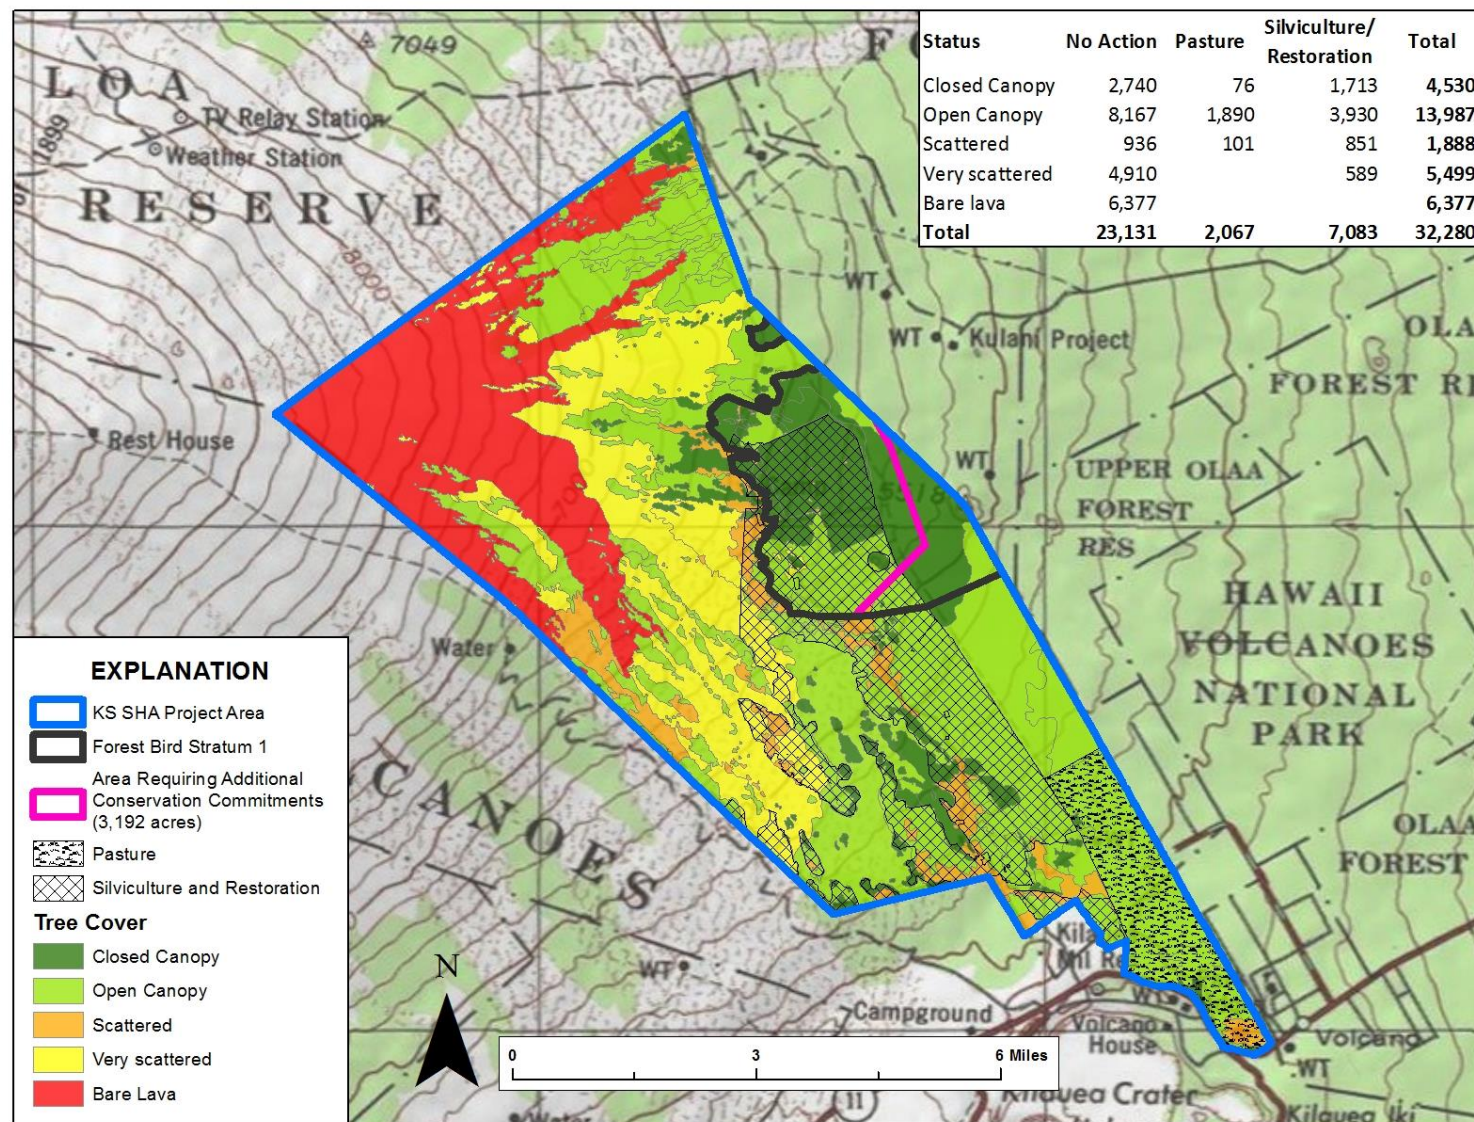 7049
LOA
TV Relay Station
1899
Weather Station
RESERVE
8000
Rest House
Status No Action Pasture Silviculture/ Restoration Total
Closed Canopy 2,740 76 1,713 4,530
Open Canopy 8,167 1,890 3,930 13,987
Scattered 936 101 851 1,888
Very scattered 4,910 589 5,499
Bare lava 6,377 6,377
Total 23,131 2,067 7,083 32,280
WT
WT
Kulani Project
OLA
FOREST RE
WT
UPPER OLAA
FOREST
RES
5518
HAWAII
VOLCANOES
NATIONAL
PARK
Water
CANOES
OLAA
FOREST
WT
Campground
WT
Volcano
House
Volcano
WT
Kilauea Crater
Kilauea Iki
11
Water
EXPLANATION
KS SHA Project Area
Forest Bird Stratum 1
Area Requiring Additional
Conservation Commitments
(3,192 acres)
Pasture
Silviculture and Restoration
Tree Cover
Closed Canopy
Open Canopy
Scattered
Very scattered
Bare Lava
N
0 3 6 Miles